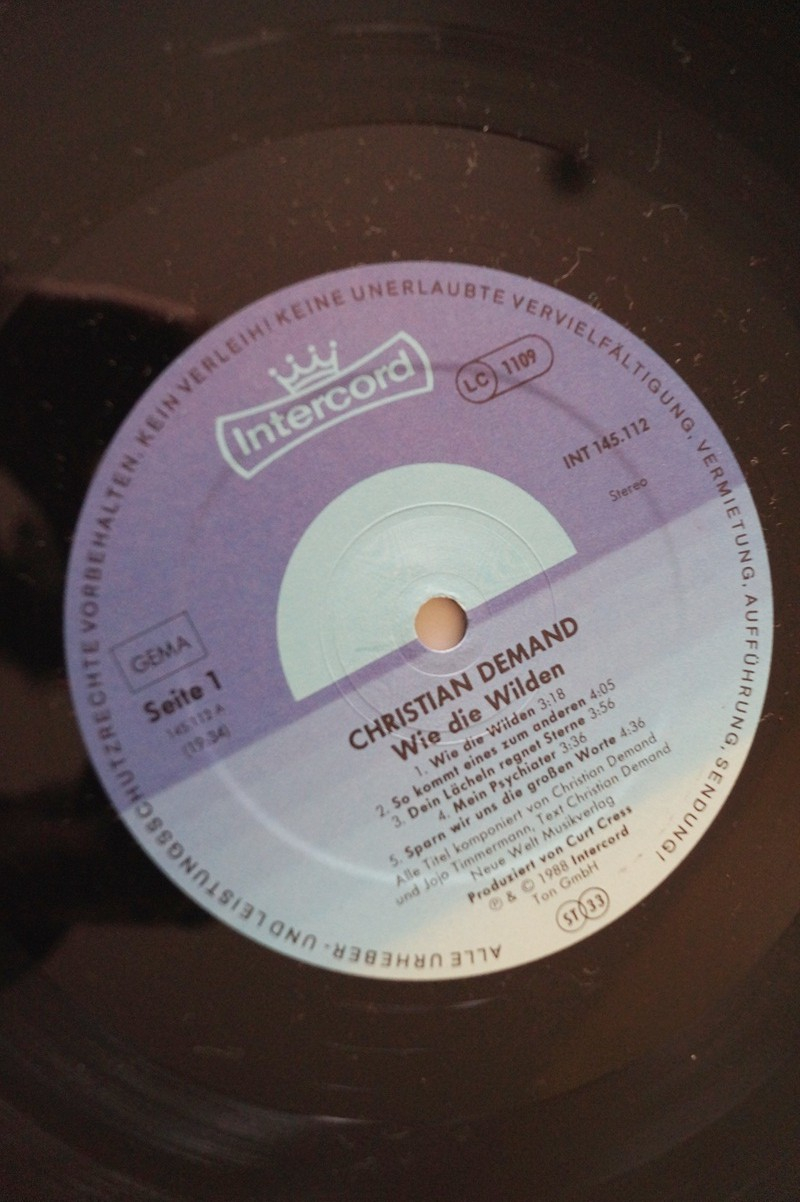 ALLE URHEBER- UND LEISTUNGSSCHUTZRECHTE VORBEHALTEN. KEIN VERLEIH! KEINE UNERLAUBTE VERVIELFÄLTIGUNG, VERMIETUNG, AUFFÜHRUNG, SENDUNG!
Intercord
LC 1109
INT 145.112
Stereo
GEMA
Seite 1
145.112 A
(19:34)
CHRISTIAN DEMAND
Wie die Wilden
1. Wie die Wilden 3:18
2. So kommt eines zum anderen 4:05
3. Dein Lächeln regnet Sterne 3:56
4. Mein Psychiater 3:36
5. Sparn wir uns die großen Worte 4:36
Alle Titel komponiert von Christian Demand
und Jojo Timmermann, Text Christian Demand
Neue Welt Musikverlag
Produziert von Curt Cress
℗ & © 1988 Intercord
Ton GmbH
ST 33